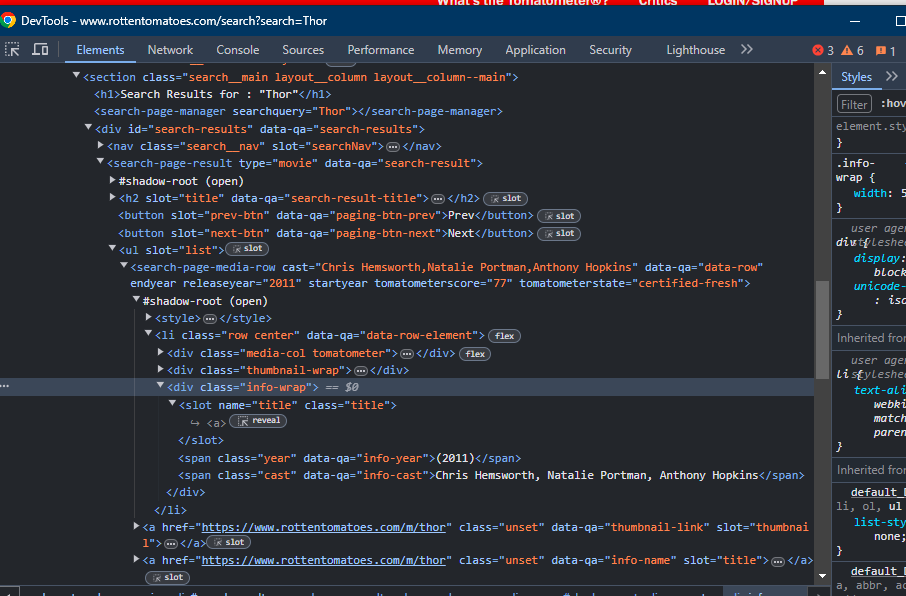 What's the Tomatometer®? Critics LOGIN/SIGNUP
DevTools - www.rottentomatoes.com/search?search=Thor
Elements Network Console Sources Performance Memory Application Security Lighthouse 3 6 1
<section class="search__main layout__column layout__column--main">
<h1>Search Results for : "Thor"</h1>
<search-page-manager searchquery="Thor"></search-page-manager>
<div id="search-results" data-qa="search-results">
<nav class="search__nav" slot="searchNav">…</nav>
<search-page-result type="movie" data-qa="search-result">
#shadow-root (open)
<h2 slot="title" data-qa="search-result-title">…</h2> slot
<button slot="prev-btn" data-qa="paging-btn-prev">Prev</button> slot
<button slot="next-btn" data-qa="paging-btn-next">Next</button> slot
<ul slot="list"> slot
<search-page-media-row cast="Chris Hemsworth,Natalie Portman,Anthony Hopkins" data-qa="data-row"
endyear releaseyear="2011" startyear tomatometerscore="77" tomatometerstate="certified-fresh">
#shadow-root (open)
<style>…</style>
<li class="row center" data-qa="data-row-element"> flex
<div class="media-col tomatometer">…</div> flex
<div class="thumbnail-wrap">…</div>
… <div class="info-wrap"> == $0
<slot name="title" class="title">
↪ <a> reveal
</slot>
<span class="year" data-qa="info-year">(2011)</span>
<span class="cast" data-qa="info-cast">Chris Hemsworth, Natalie Portman, Anthony Hopkins</span>
</div>
</li>
<a href="https://www.rottentomatoes.com/m/thor" class="unset" data-qa="thumbnail-link" slot="thumbnai
l">…</a> slot
<a href="https://www.rottentomatoes.com/m/thor" class="unset" data-qa="info-name" slot="title">…</a>
slot
Styles
Filter :hov
element.sty
}
.info-
wrap {
width: 5
}
user agen
div {
display:
block
unicode-
: iso
}
Inherited from
user agen
li {
text-ali
webki
match
paren
}
Inherited from
default_
li, ol, ul
list-sty
none;
}
default_
a, abbr, ac